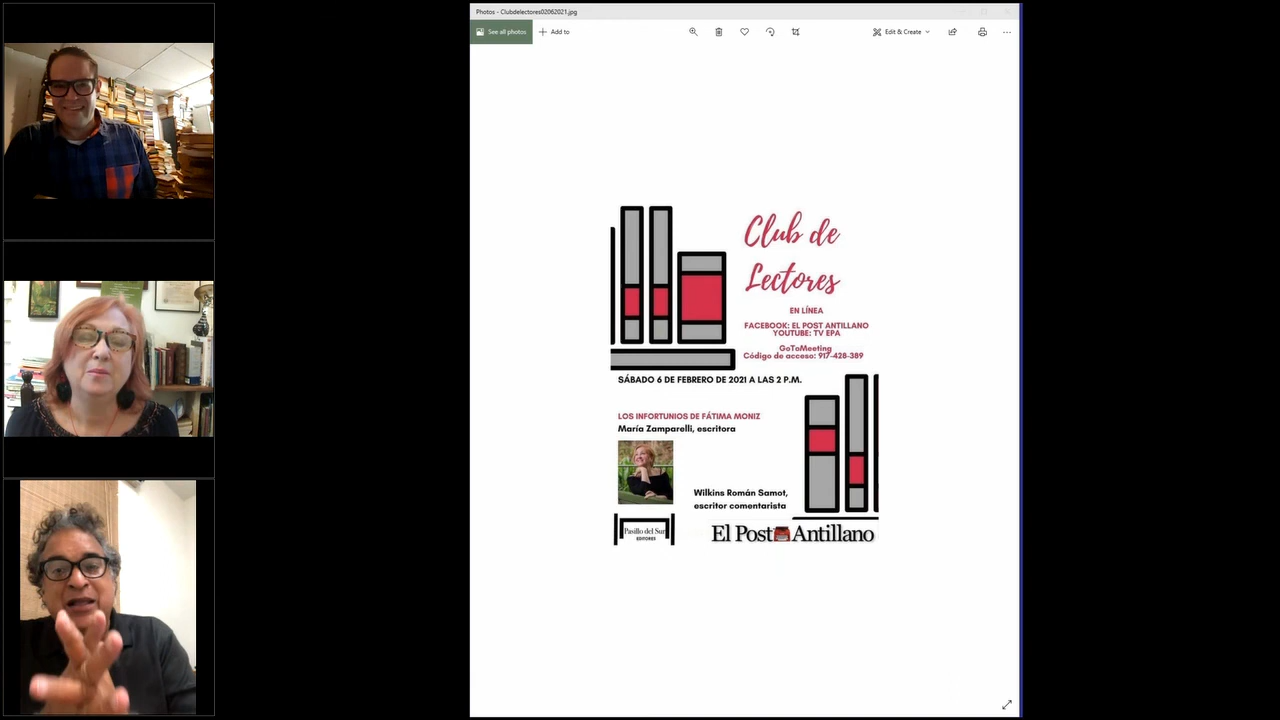 Photos - Clubdelectores02062021.jpg
See all photos
Add to
Edit & Create
Club de
Lectores
EN LÍNEA
FACEBOOK: EL POST ANTILLANO
YOUTUBE: TV EPA
GoToMeeting
Código de acceso: 917-428-389
SÁBADO 6 DE FEBRERO DE 2021 A LAS 2 P.M.
LOS INFORTUNIOS DE FÁTIMA MONIZ
María Zamparelli, escritora
Wilkins Román Samot,
escritor comentarista
Pasillo del Sur
EDITORES
El Post Antillano